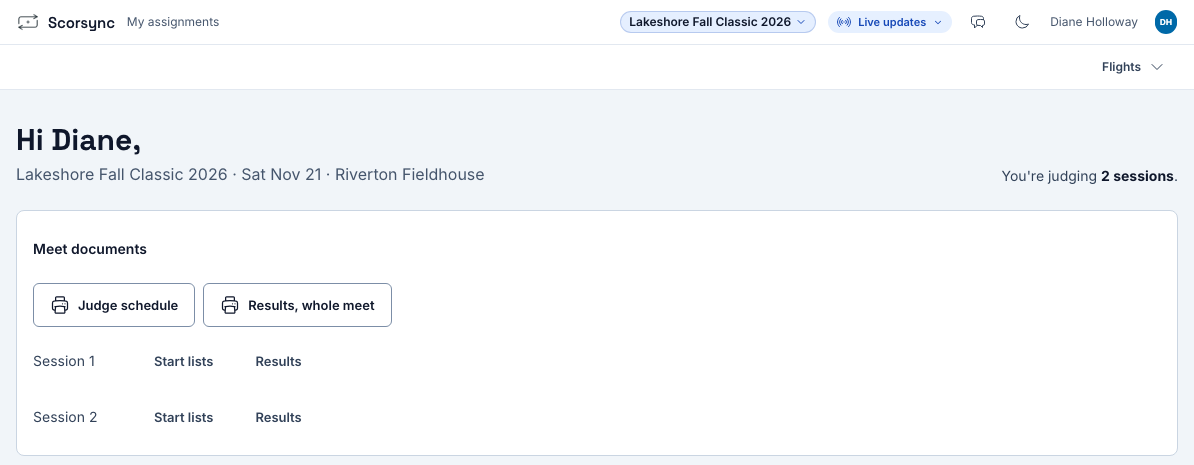 Scorsync My assignments Lakeshore Fall Classic 2026 Live updates Diane Holloway DH
Flights
Hi Diane,
Lakeshore Fall Classic 2026 · Sat Nov 21 · Riverton Fieldhouse
You're judging 2 sessions.
Meet documents
Judge schedule Results, whole meet
Session 1 Start lists Results
Session 2 Start lists Results